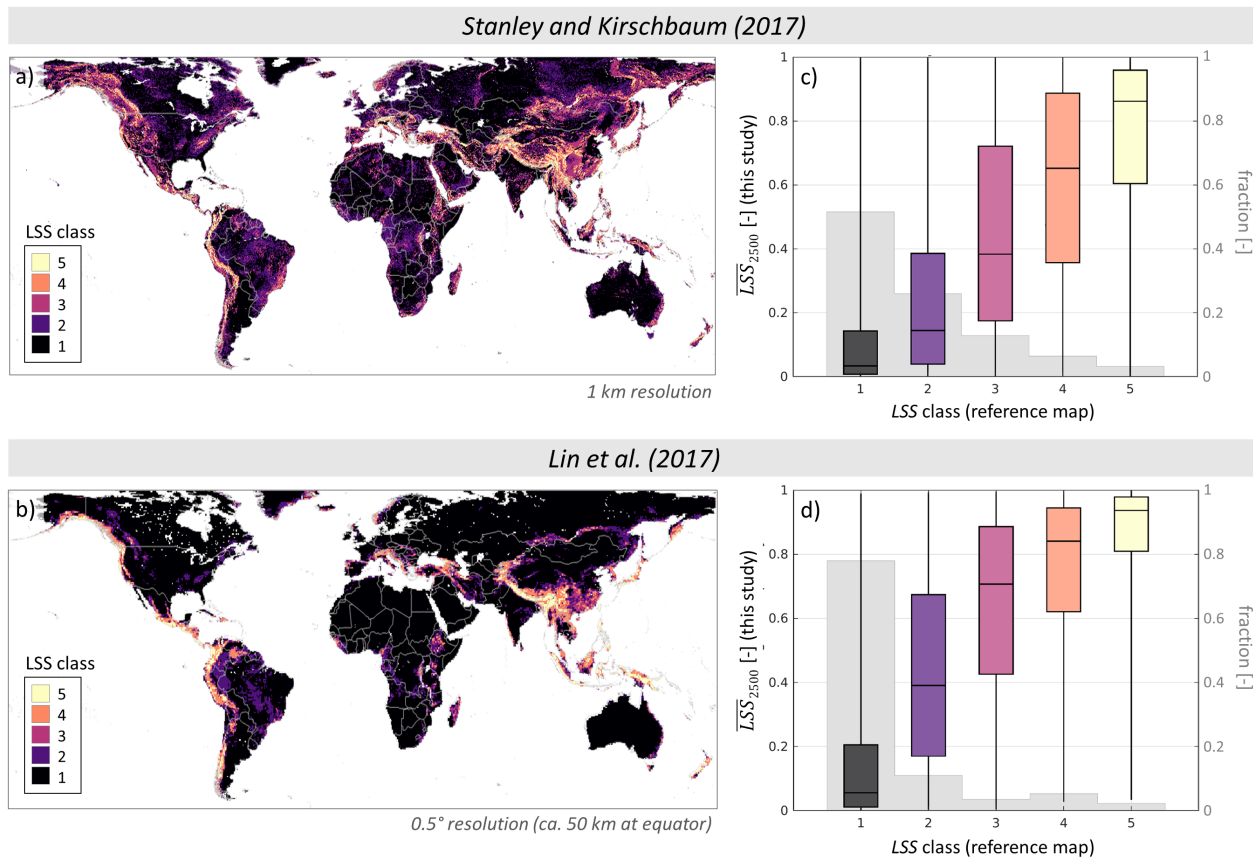 Stanley and Kirschbaum (2017)
a)
LSS class
5
4
3
2
1
1 km resolution
c)
1
0.8
0.6
0.4
0.2
0
LSS2500 [-] (this study)
1
0.8
0.6
0.4
0.2
0
fraction [-]
1 2 3 4 5
LSS class (reference map)
Lin et al. (2017)
b)
LSS class
5
4
3
2
1
0.5° resolution (ca. 50 km at equator)
d)
1
0.8
0.6
0.4
0.2
0
LSS2500 [-] (this study)
1
0.8
0.6
0.4
0.2
0
fraction [-]
1 2 3 4 5
LSS class (reference map)